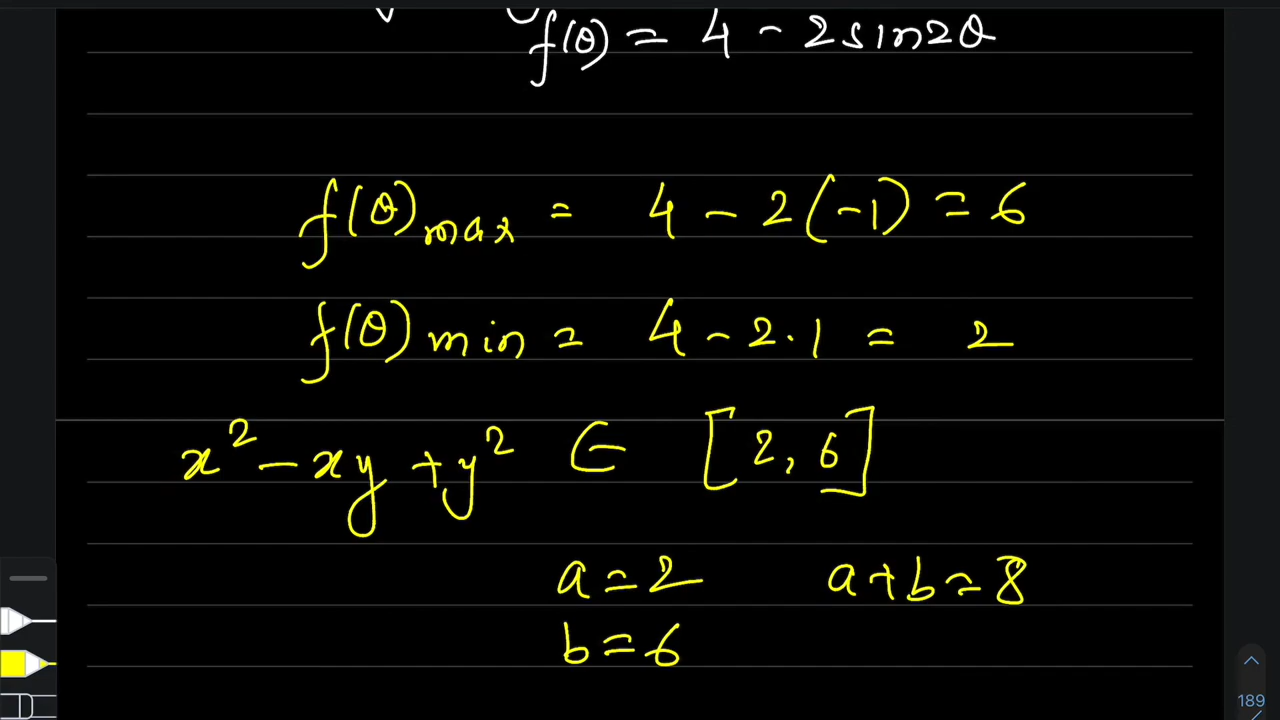 f(θ) = 4 - 2sin2θ
f(θ)max = 4 - 2(-1) = 6
f(θ)min = 4 - 2·1 = 2
x² - xy + y² ∈ [2, 6]
a = 2 a + b = 8
b = 6
189